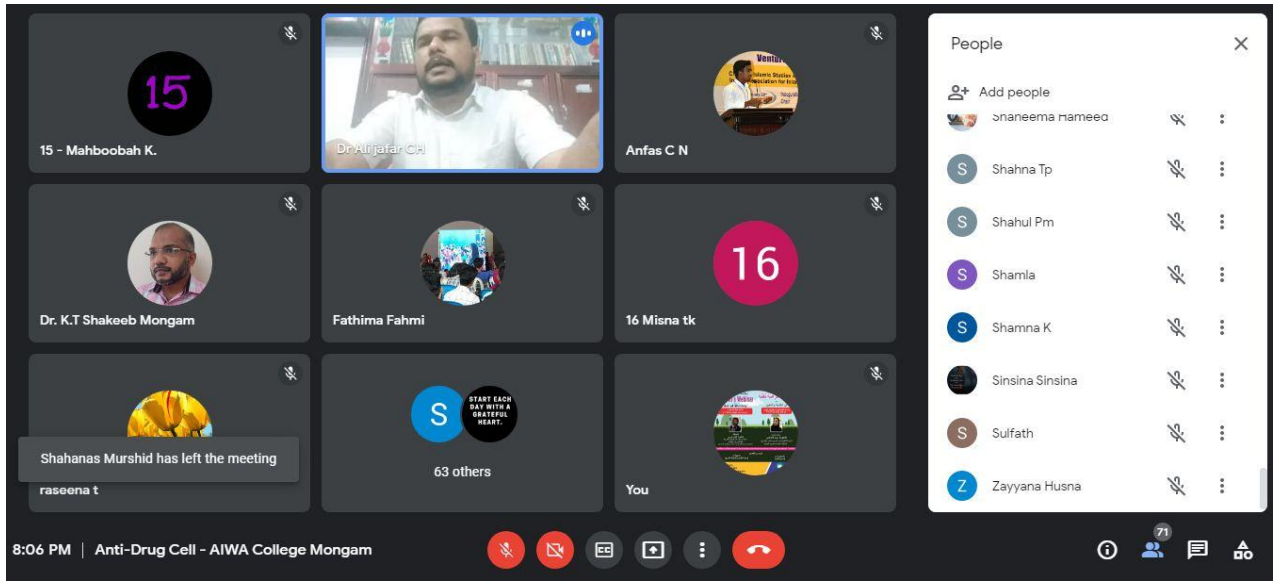 15
15 - Mahboobah K.
Dr Ali jafar CH
Anfas C N
Dr. K.T Shakeeb Mongam
Fathima Fahmi
16
16 Misna tk
Shahanas Murshid has left the meeting
raseena t
S
START EACH
DAY WITH A
GRATEFUL
HEART.
63 others
You
People
Add people
Shaneema Hameed
S Shahna Tp
S Shahul Pm
S Shamla
S Shamna K
Sinsina Sinsina
S Sulfath
Z Zayyana Husna
8:06 PM | Anti-Drug Cell - AIWA College Mongam
CC
71